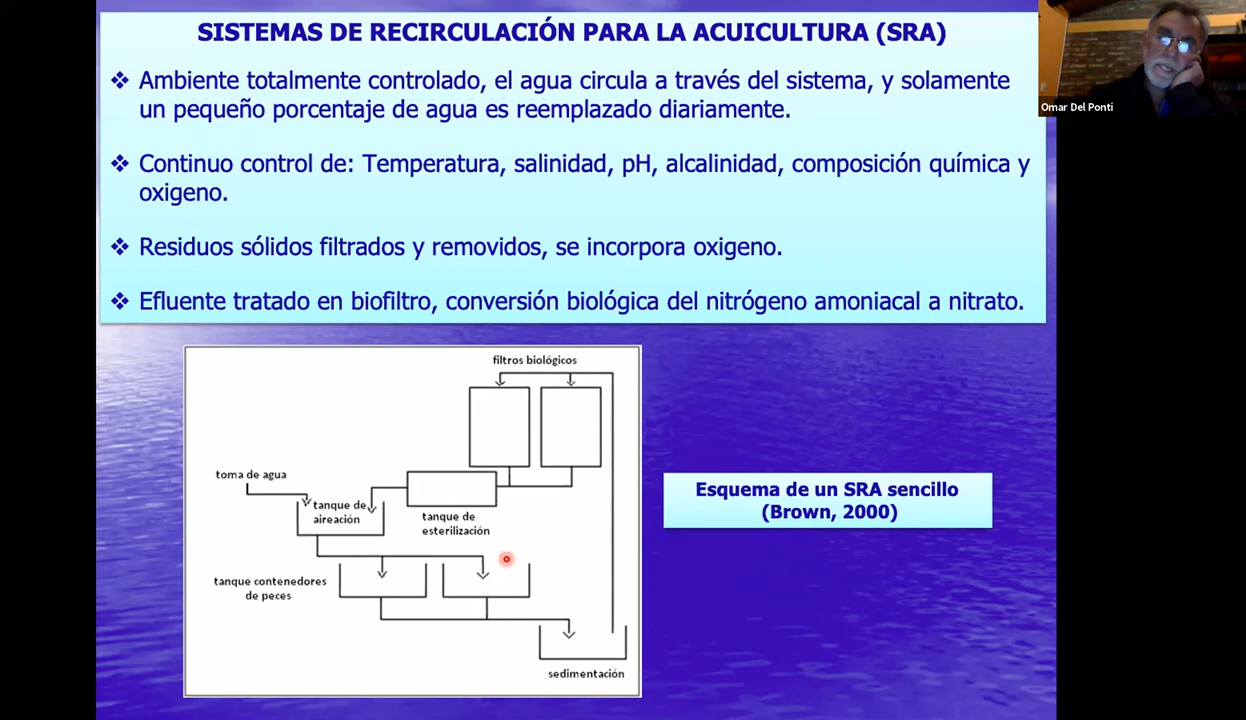 SISTEMAS DE RECIRCULACIÓN PARA LA ACUICULTURA (SRA)
❖ Ambiente totalmente controlado, el agua circula a través del sistema, y solamente
un pequeño porcentaje de agua es reemplazado diariamente.
❖ Continuo control de: Temperatura, salinidad, pH, alcalinidad, composición química y
oxigeno.
❖ Residuos sólidos filtrados y removidos, se incorpora oxigeno.
❖ Efluente tratado en biofiltro, conversión biológica del nitrógeno amoniacal a nitrato.
Omar Del Ponti
filtros biológicos
toma de agua
tanque de
aireación
tanque de
esterilización
tanque contenedores
de peces
sedimentación
Esquema de un SRA sencillo
(Brown, 2000)